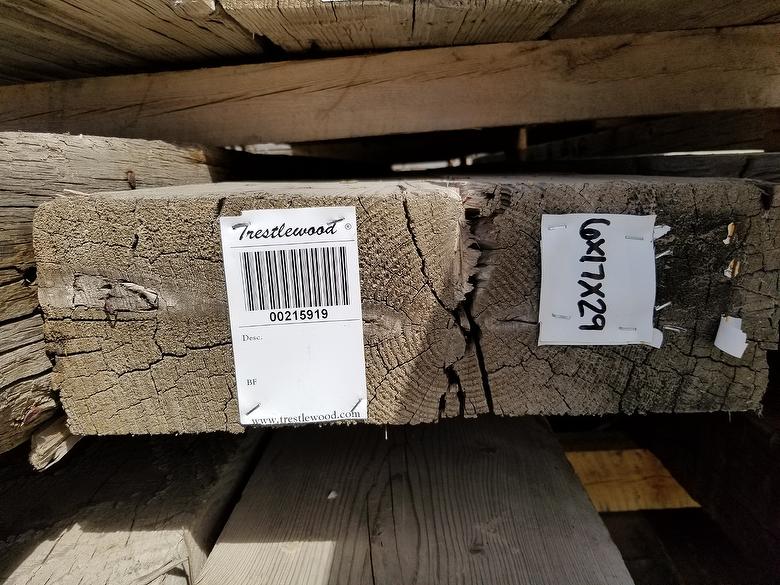 Trestlewood ®
00215919
Desc.
BF
www.trestlewood.com
6X17X29